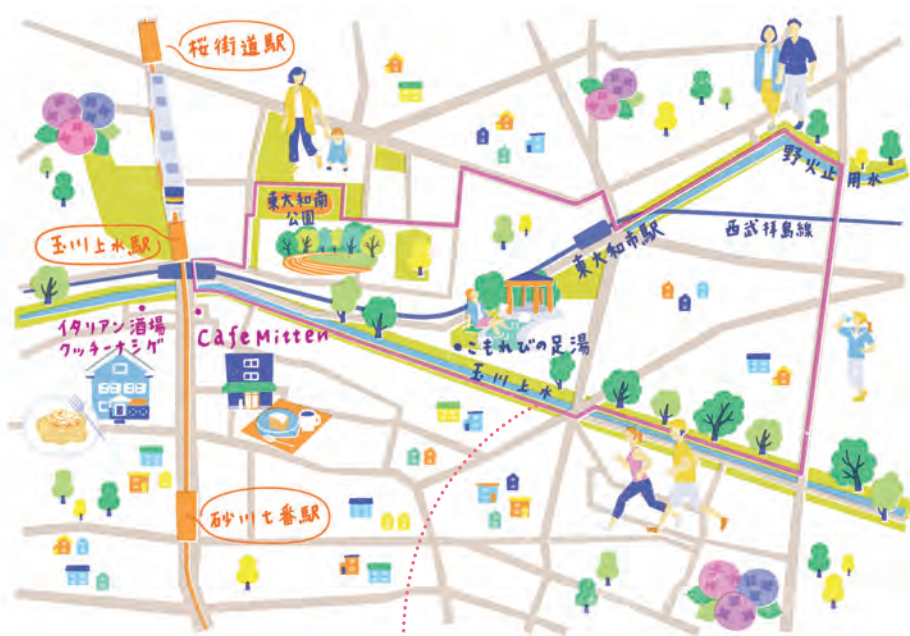 桜街道駅
野火止用水
東大和南
公園
玉川上水駅
東大和市駅
西武拝島線
イタリアン酒場
クッチーナシゲ
CafeMitten
こもれびの足湯
玉川上水
砂川七番駅